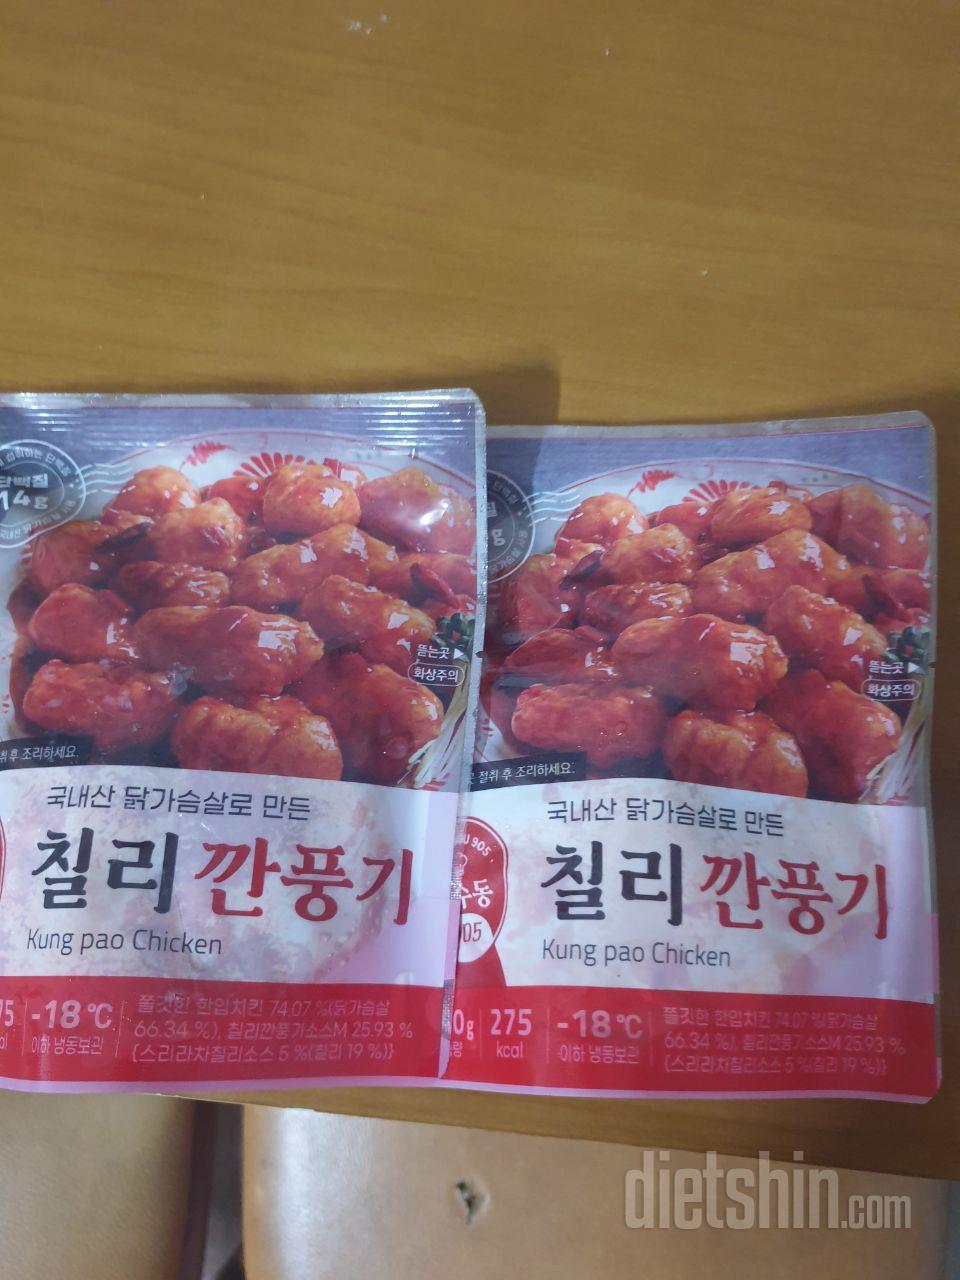 단백질
14g
뜯는곳 ▶
화상주의
절취 후 조리하세요.
국내산 닭가슴살로 만든
칠리 깐풍기
Kung pao Chicken
-18℃
이하 냉동보관
쫄깃한 한입치킨 74.07 %(닭가슴살
66.34 %), 칠리깐풍기소스M 25.93 %
{스리라차칠리소스 5 %(칠리 19 %)}
뜯는곳 ▶
화상주의
절취 후 조리하세요.
국내산 닭가슴살로 만든
칠리 깐풍기
Kung pao Chicken
275
kcal
-18℃
이하 냉동보관
쫄깃한 한입치킨 74.07 %(닭가슴살
66.34 %), 칠리깐풍기소스M 25.93 %
{스리라차칠리소스 5 %(칠리 19 %)}
dietshin.com